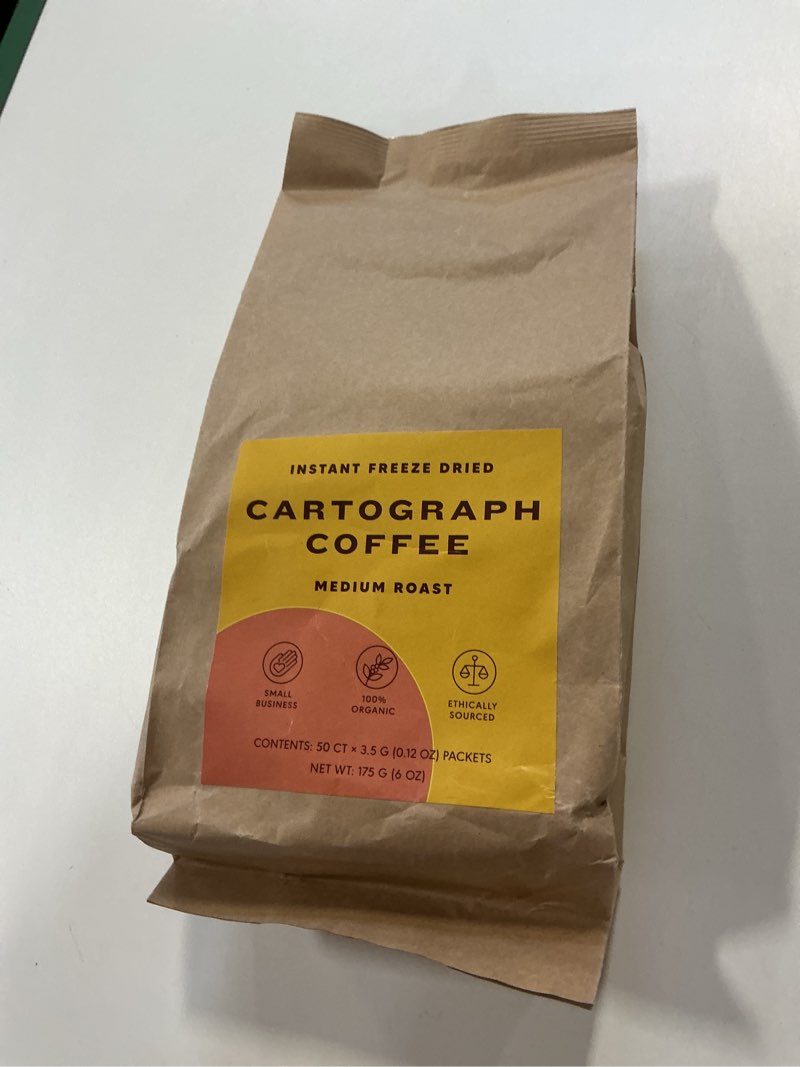 INSTANT FREEZE DRIED
CARTOGRAPH
COFFEE
MEDIUM ROAST
SMALL
BUSINESS
100%
ORGANIC
ETHICALLY
SOURCED
CONTENTS: 50 CT × 3.5 G (0.12 OZ) PACKETS
NET WT: 175 G (6 OZ)